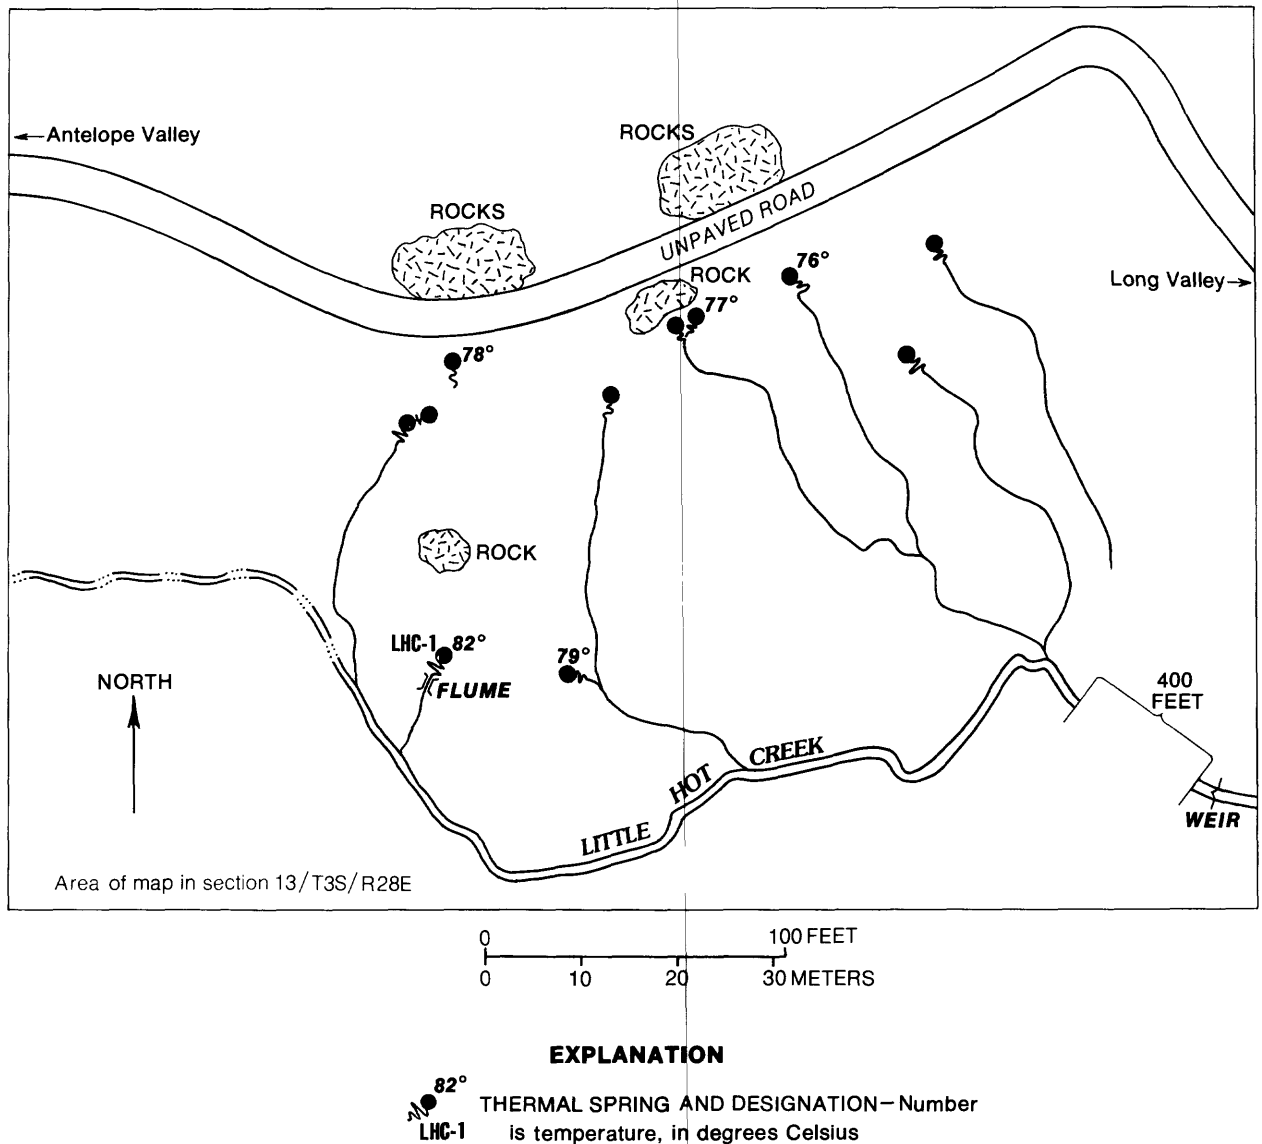 ←Antelope Valley
ROCKS
ROCKS
UNPAVED ROAD
ROCK
76°
77°
Long Valley→
78°
ROCK
LHC-1 82°
FLUME
79°
NORTH
400
FEET
LITTLE HOT CREEK
WEIR
Area of map in section 13/T3S/R28E
0 100 FEET
0 10 20 30 METERS
EXPLANATION
82°
THERMAL SPRING AND DESIGNATION—Number
LHC-1 is temperature, in degrees Celsius